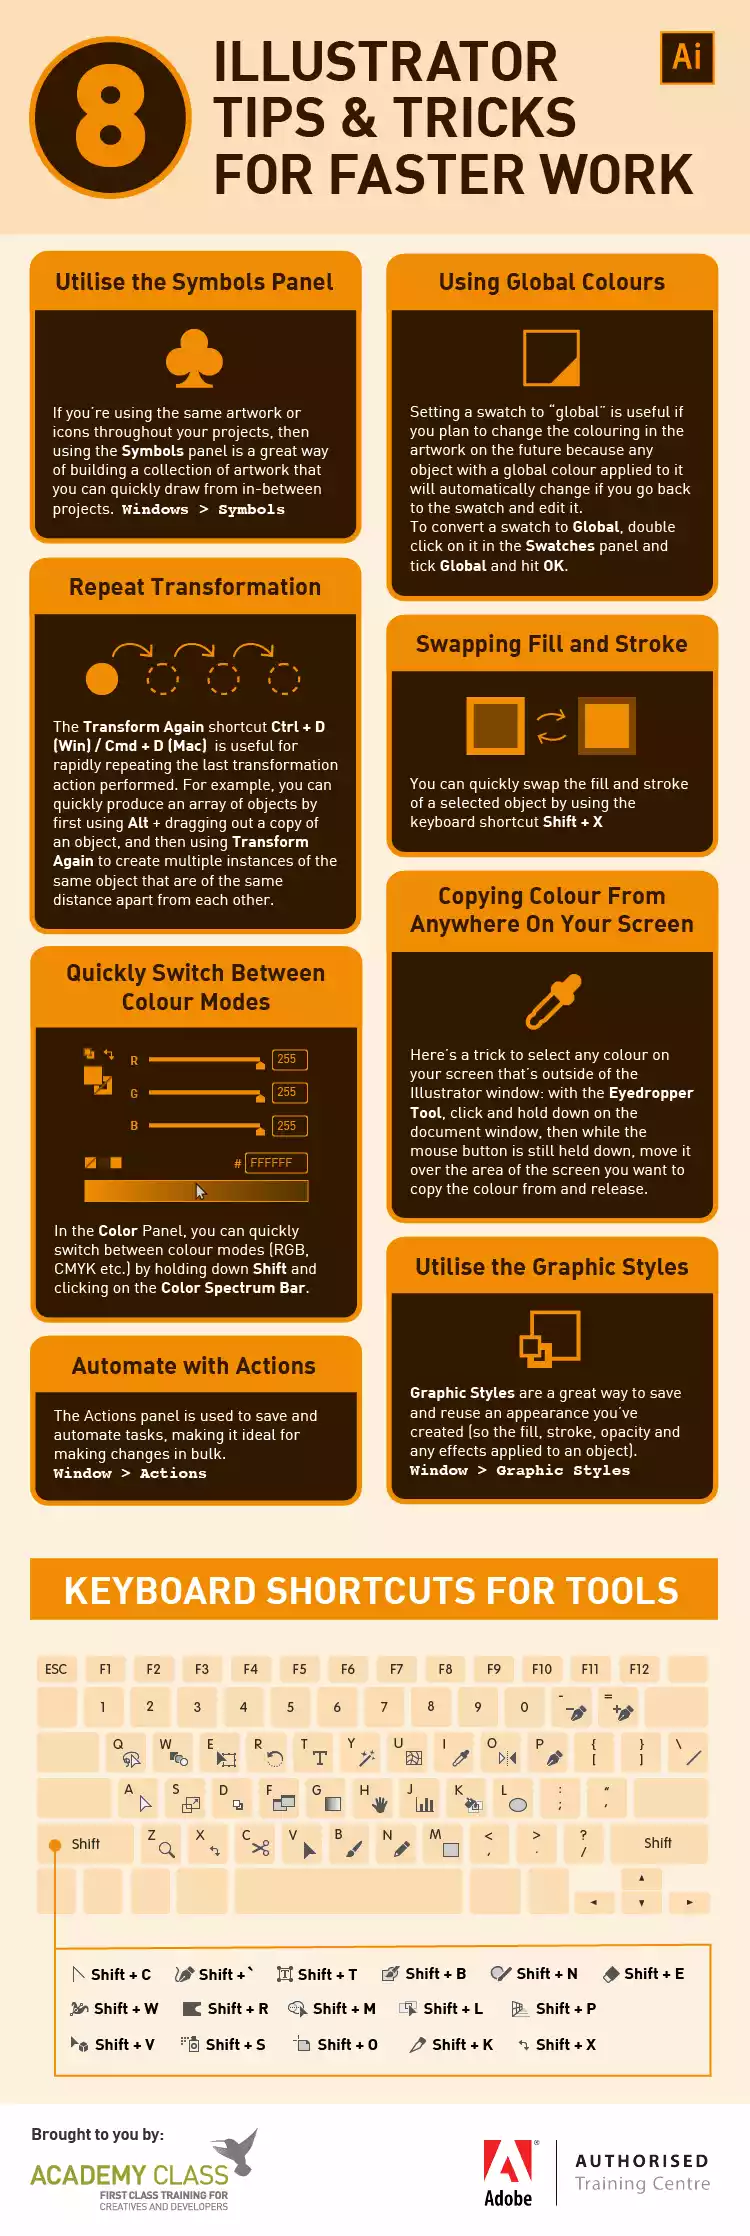 8
ILLUSTRATOR
TIPS & TRICKS
FOR FASTER WORK
Ai
Utilise the Symbols Panel
If you're using the same artwork or
icons throughout your projects, then
using the Symbols panel is a great way
of building a collection of artwork that
you can quickly draw from in-between
projects. Windows > Symbols
Using Global Colours
Setting a swatch to “global” is useful if
you plan to change the colouring in the
artwork on the future because any
object with a global colour applied to it
will automatically change if you go back
to the swatch and edit it.
To convert a swatch to Global, double
click on it in the Swatches panel and
tick Global and hit OK.
Repeat Transformation
The Transform Again shortcut Ctrl + D
(Win) / Cmd + D (Mac) is useful for
rapidly repeating the last transformation
action performed. For example, you can
quickly produce an array of objects by
first using Alt + dragging out a copy of
an object, and then using Transform
Again to create multiple instances of the
same object that are of the same
distance apart from each other.
Swapping Fill and Stroke
You can quickly swap the fill and stroke
of a selected object by using the
keyboard shortcut Shift + X
Copying Colour From
Anywhere On Your Screen
Here's a trick to select any colour on
your screen that's outside of the
Illustrator window: with the Eyedropper
Tool, click and hold down on the
document window, then while the
mouse button is still held down, move it
over the area of the screen you want to
copy the colour from and release.
Quickly Switch Between
Colour Modes
R 255
G 255
B 255
# FFFFFF
In the Color Panel, you can quickly
switch between colour modes (RGB,
CMYK etc.) by holding down Shift and
clicking on the Color Spectrum Bar.
Utilise the Graphic Styles
Graphic Styles are a great way to save
and reuse an appearance you've
created (so the fill, stroke, opacity and
any effects applied to an object).
Window > Graphic Styles
Automate with Actions
The Actions panel is used to save and
automate tasks, making it ideal for
making changes in bulk.
Window > Actions
KEYBOARD SHORTCUTS FOR TOOLS
ESC F1 F2 F3 F4 F5 F6 F7 F8 F9 F10 F11 F12
1 2 3 4 5 6 7 8 9 0 - =
Q W E R T Y U I O P { [ } ] \
A S D F G H J K L : ; “ ,
Shift Z X C V B N M < , > . ? / Shift
Shift + C Shift +` Shift + T Shift + B Shift + N Shift + E
Shift + W Shift + R Shift + M Shift + L Shift + P
Shift + V Shift + S Shift + O Shift + K Shift + X
Brought to you by:
ACADEMY CLASS
FIRST CLASS TRAINING FOR
CREATIVES AND DEVELOPERS
Adobe
AUTHORISED
Training Centre